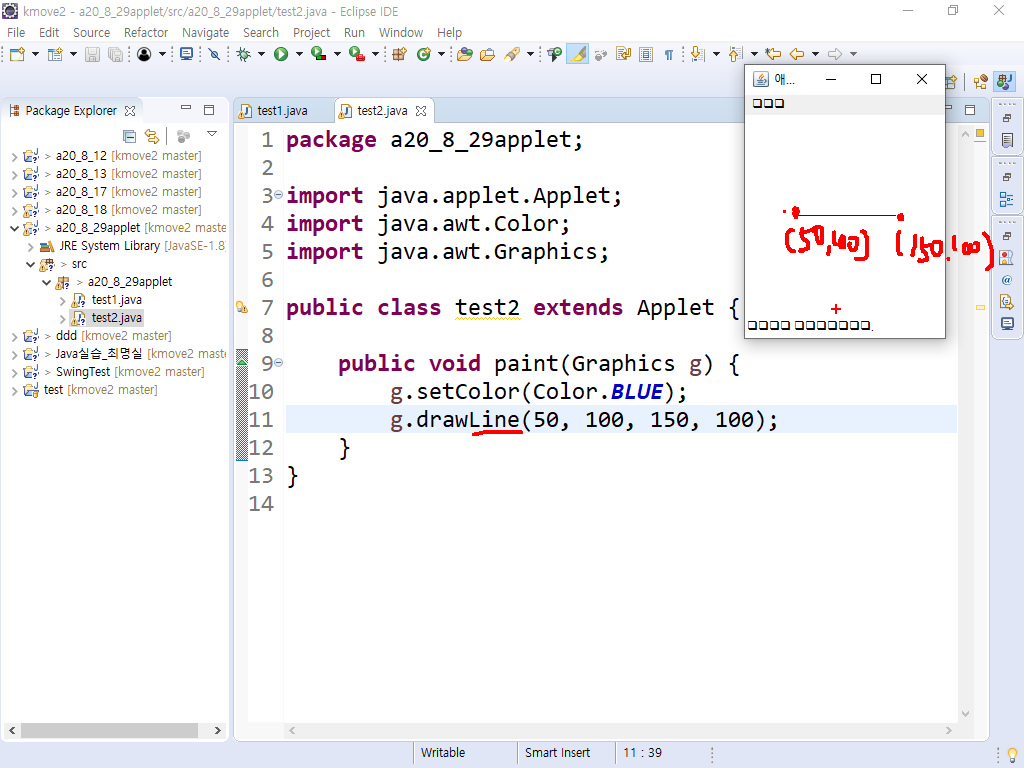 kmove2 - a20_8_29applet/src/a20_8_29applet/test2.java - Eclipse IDE
File Edit Source Refactor Navigate Search Project Run Window Help
Package Explorer
> a20_8_12 [kmove2 master]
> a20_8_13 [kmove2 master]
> a20_8_17 [kmove2 master]
> a20_8_18 [kmove2 master]
> a20_8_29applet [kmove2 maste
JRE System Library [JavaSE-1.8
> src
> a20_8_29applet
test1.java
test2.java
> ddd [kmove2 master]
> Java실습_최명실 [kmove2 maste
> SwingTest [kmove2 master]
test [kmove2 master]
test1.java test2.java
1 package a20_8_29applet;
2
3 import java.applet.Applet;
4 import java.awt.Color;
5 import java.awt.Graphics;
6
7 public class test2 extends Applet {
8
9 public void paint(Graphics g) {
10 g.setColor(Color.BLUE);
11 g.drawLine(50, 100, 150, 100);
12 }
13 }
14
애...
(50,100) (150.100)
Writable Smart Insert 11 : 39